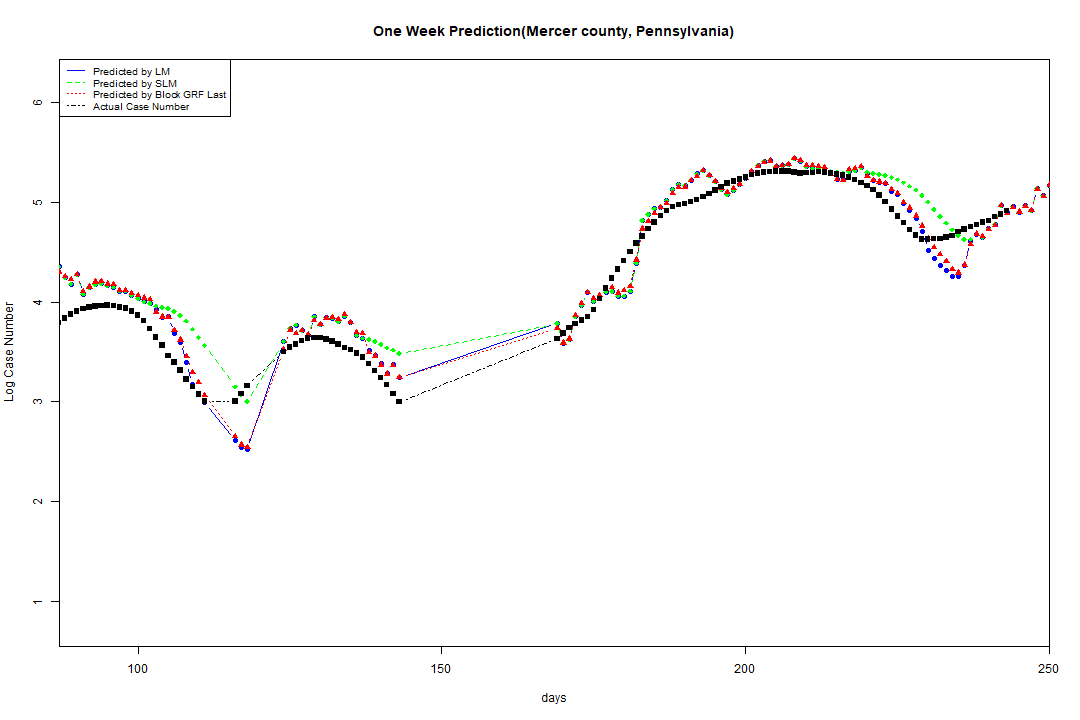 One Week Prediction(Mercer county, Pennsylvania)
Predicted by LM
Predicted by SLM
Predicted by Block GRF Last
Actual Case Number
6
5
4
3
2
1
Log Case Number
100 150 200 250
days